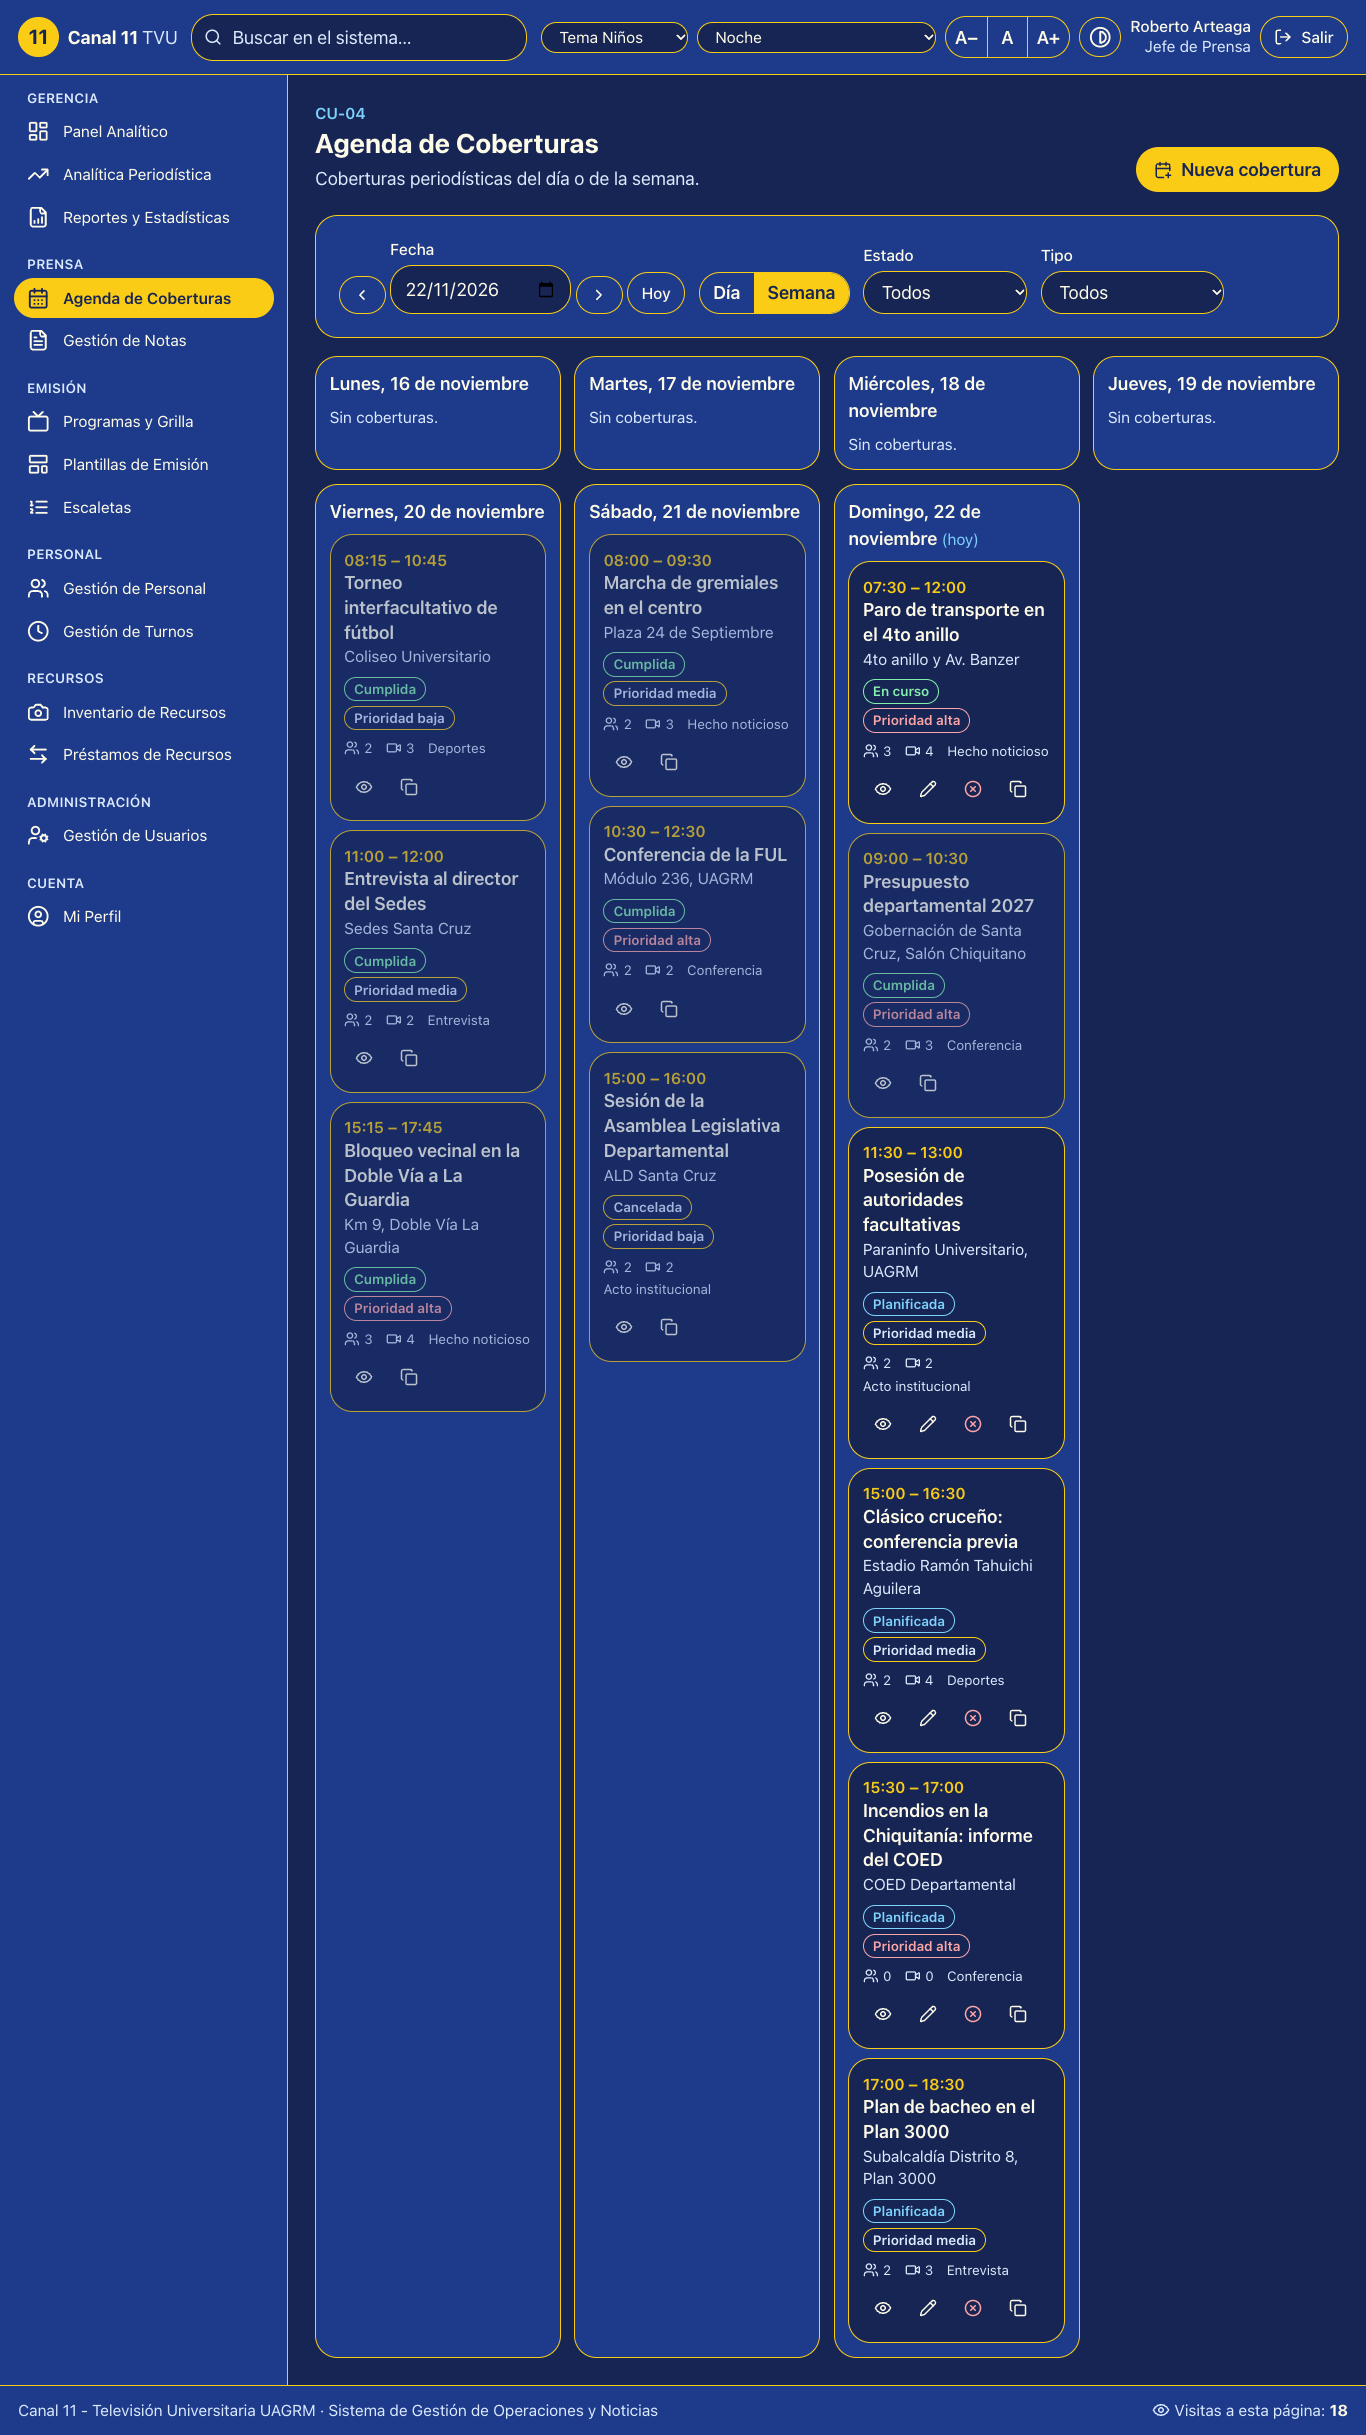 11 Canal 11 TVU
Buscar en el sistema...
Tema Niños
Noche
A– A A+
Roberto Arteaga
Jefe de Prensa
Salir
GERENCIA
Panel Analítico
Analítica Periodística
Reportes y Estadísticas
PRENSA
Agenda de Coberturas
Gestión de Notas
EMISIÓN
Programas y Grilla
Plantillas de Emisión
Escaletas
PERSONAL
Gestión de Personal
Gestión de Turnos
RECURSOS
Inventario de Recursos
Préstamos de Recursos
ADMINISTRACIÓN
Gestión de Usuarios
CUENTA
Mi Perfil
CU-04
Agenda de Coberturas
Coberturas periodísticas del día o de la semana.
Nueva cobertura
Fecha
22/11/2026
Hoy
Día Semana
Estado
Todos
Tipo
Todos
Lunes, 16 de noviembre
Sin coberturas.
Martes, 17 de noviembre
Sin coberturas.
Miércoles, 18 de
noviembre
Sin coberturas.
Jueves, 19 de noviembre
Sin coberturas.
Viernes, 20 de noviembre
08:15 – 10:45
Torneo
interfacultativo de
fútbol
Coliseo Universitario
Cumplida
Prioridad baja
2 3 Deportes
11:00 – 12:00
Entrevista al director
del Sedes
Sedes Santa Cruz
Cumplida
Prioridad media
2 2 Entrevista
15:15 – 17:45
Bloqueo vecinal en la
Doble Vía a La
Guardia
Km 9, Doble Vía La
Guardia
Cumplida
Prioridad alta
3 4 Hecho noticioso
Sábado, 21 de noviembre
08:00 – 09:30
Marcha de gremiales
en el centro
Plaza 24 de Septiembre
Cumplida
Prioridad media
2 3 Hecho noticioso
10:30 – 12:30
Conferencia de la FUL
Módulo 236, UAGRM
Cumplida
Prioridad alta
2 2 Conferencia
15:00 – 16:00
Sesión de la
Asamblea Legislativa
Departamental
ALD Santa Cruz
Cancelada
Prioridad baja
2 2
Acto institucional
Domingo, 22 de
noviembre (hoy)
07:30 – 12:00
Paro de transporte en
el 4to anillo
4to anillo y Av. Banzer
En curso
Prioridad alta
3 4 Hecho noticioso
09:00 – 10:30
Presupuesto
departamental 2027
Gobernación de Santa
Cruz, Salón Chiquitano
Cumplida
Prioridad alta
2 3 Conferencia
11:30 – 13:00
Posesión de
autoridades
facultativas
Paraninfo Universitario,
UAGRM
Planificada
Prioridad media
2 2
Acto institucional
15:00 – 16:30
Clásico cruceño:
conferencia previa
Estadio Ramón Tahuichi
Aguilera
Planificada
Prioridad media
2 4 Deportes
15:30 – 17:00
Incendios en la
Chiquitanía: informe
del COED
COED Departamental
Planificada
Prioridad alta
0 0 Conferencia
17:00 – 18:30
Plan de bacheo en el
Plan 3000
Subalcaldía Distrito 8,
Plan 3000
Planificada
Prioridad media
2 3 Entrevista
Canal 11 - Televisión Universitaria UAGRM · Sistema de Gestión de Operaciones y Noticias
Visitas a esta página: 18